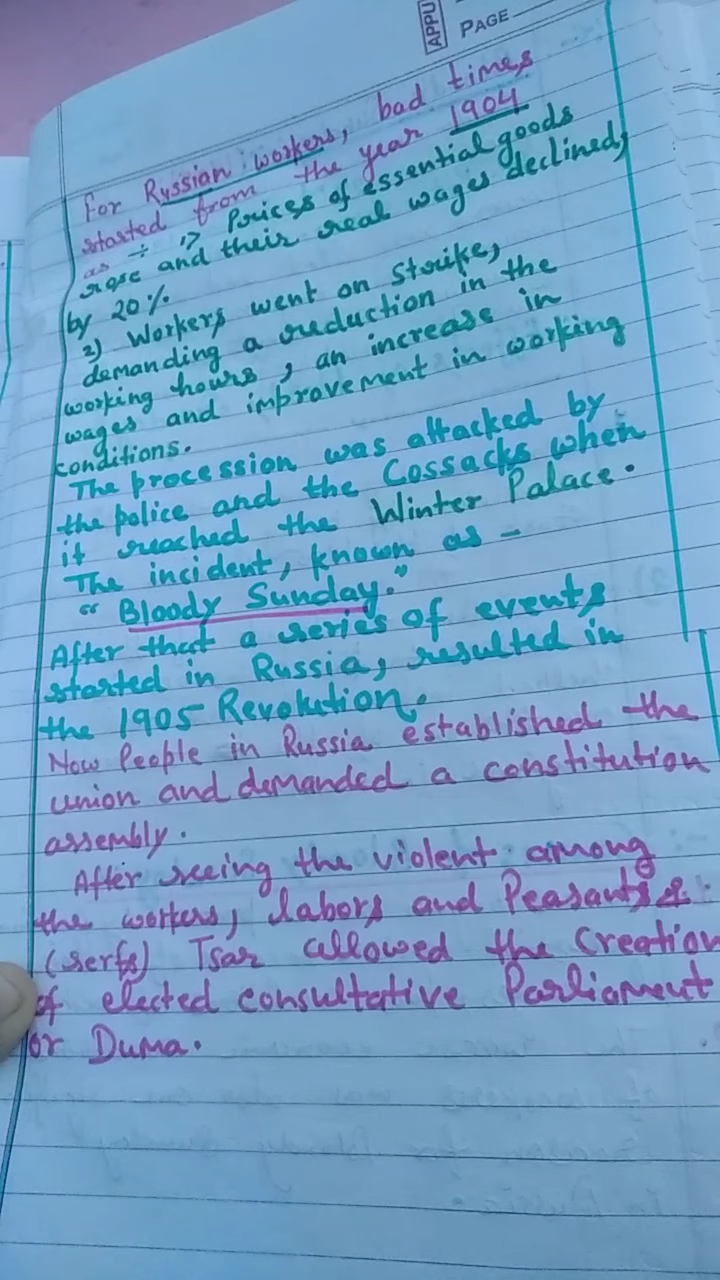 APPU
PAGE
For Russian workers, bad times
started from the year 1904
as ÷ 1) Prices of essential goods
rose and their real wages declined,
by 20%
2) Workers went on strike,
demanding a reduction in the
working hours, an increase in
wages and improvement in working
conditions.
The procession was attacked by
the police and the Cossacks when
it reached the Winter Palace.
The incident, known as -
"Bloody Sunday."
After that a series of events
started in Russia, resulted in
the 1905 Revolution.
Now People in Russia established the
union and demanded a constitution
assembly.
After seeing the violent among
the workers, labors and Peasants &
(serfs) Tsar allowed the Creation
of elected consultative Parliament
or Duma.